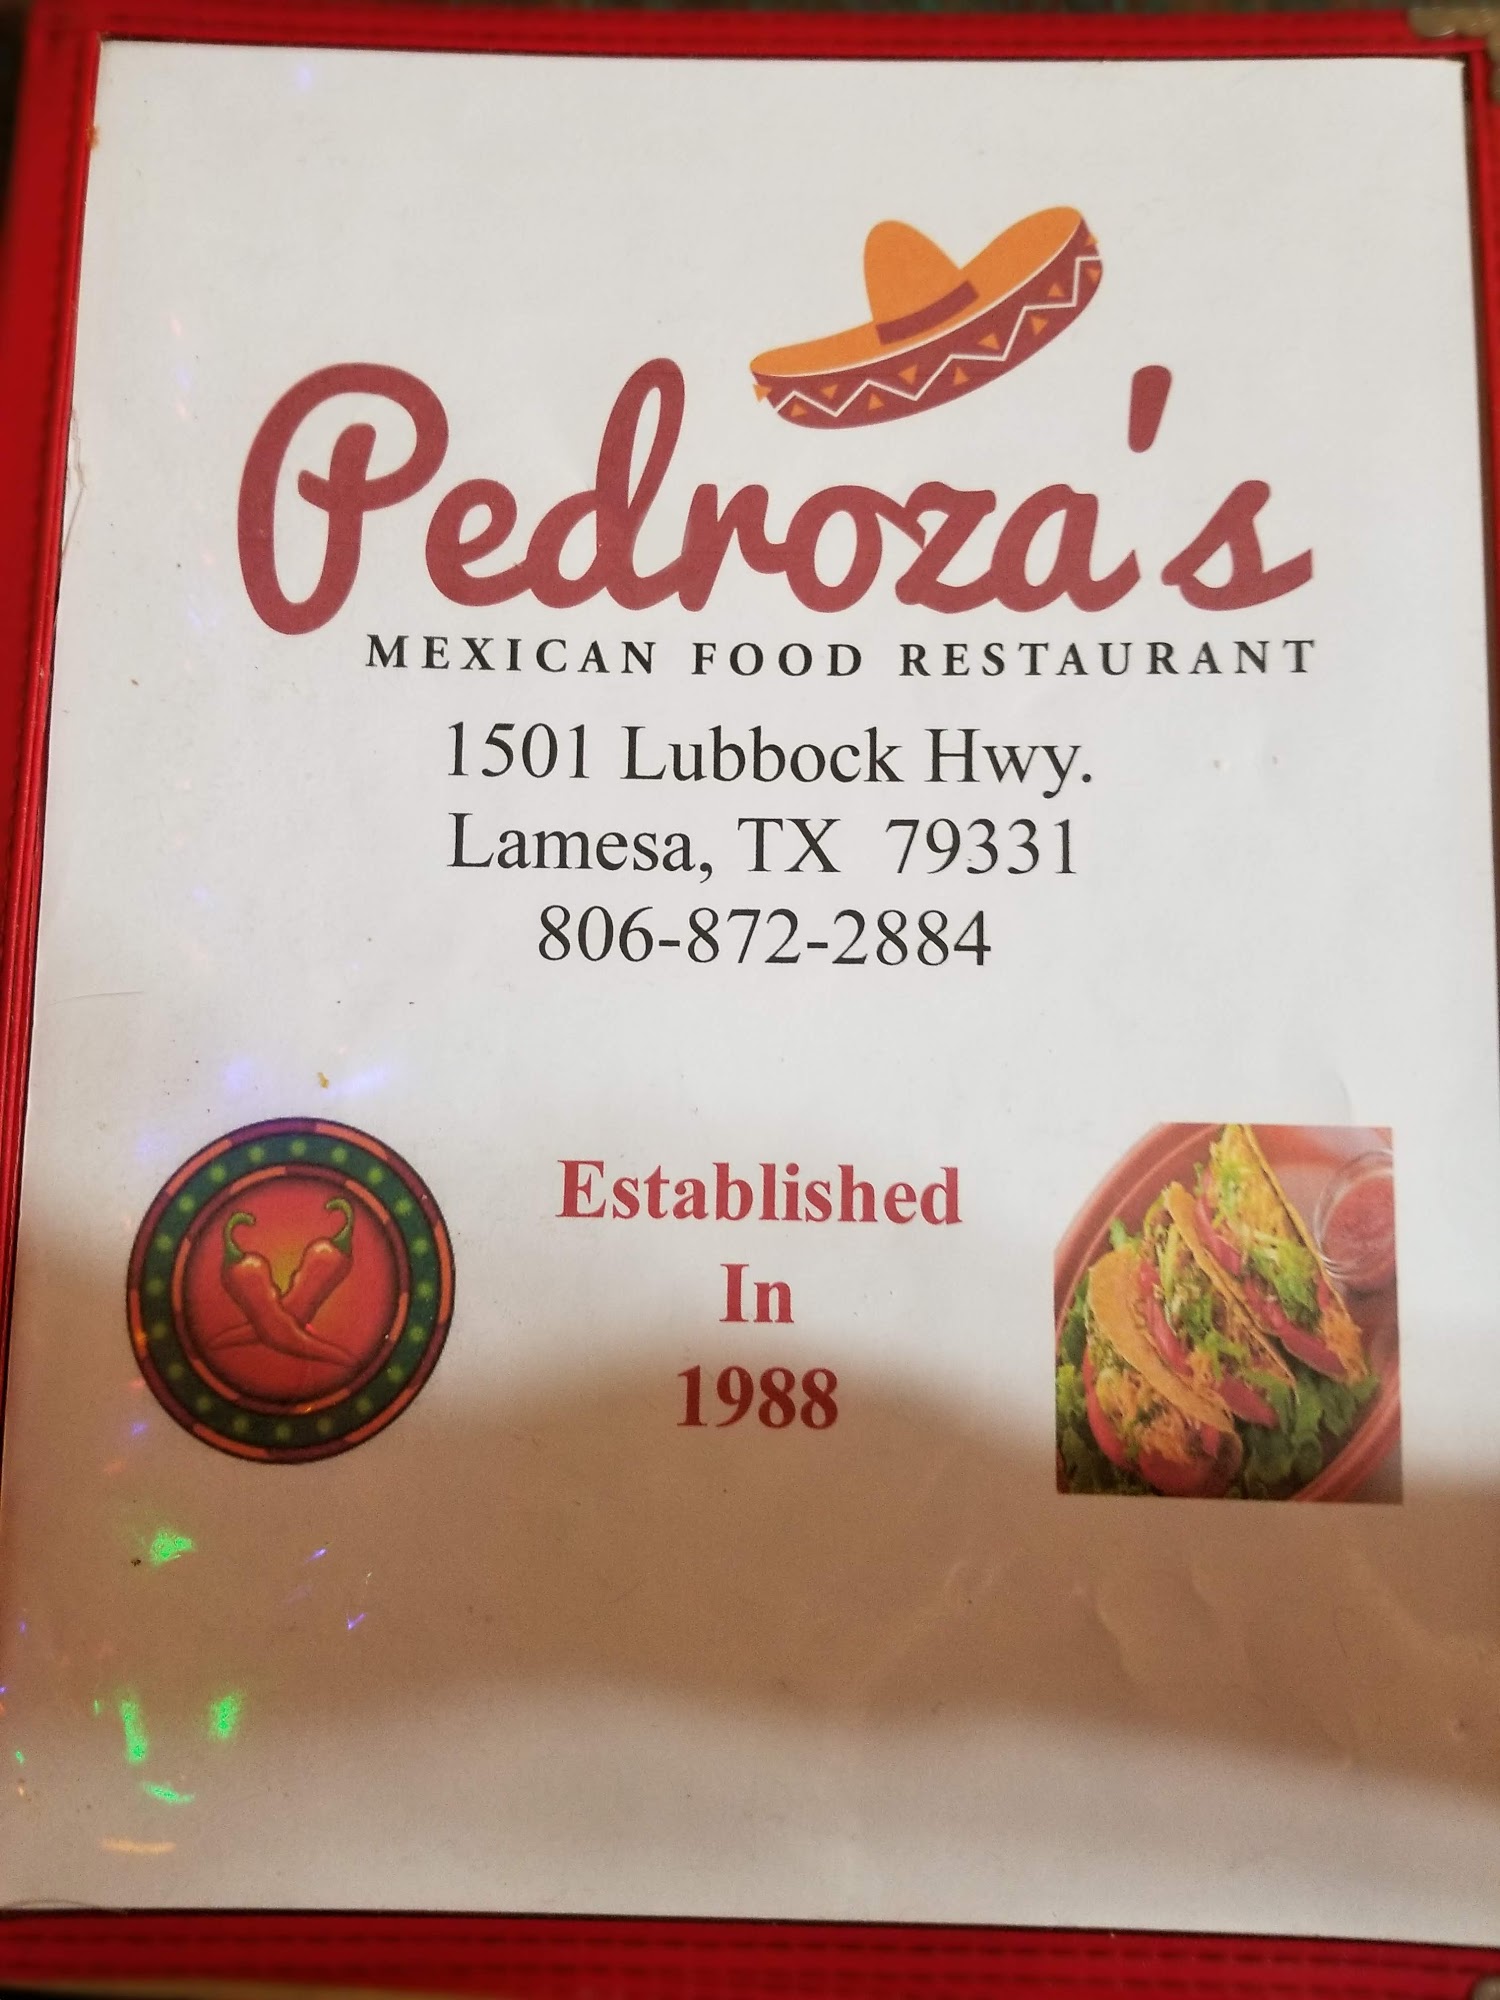 Pedroza's
MEXICAN FOOD RESTAURANT
1501 Lubbock Hwy.
Lamesa, TX 79331
806-872-2884
Established
In
1988